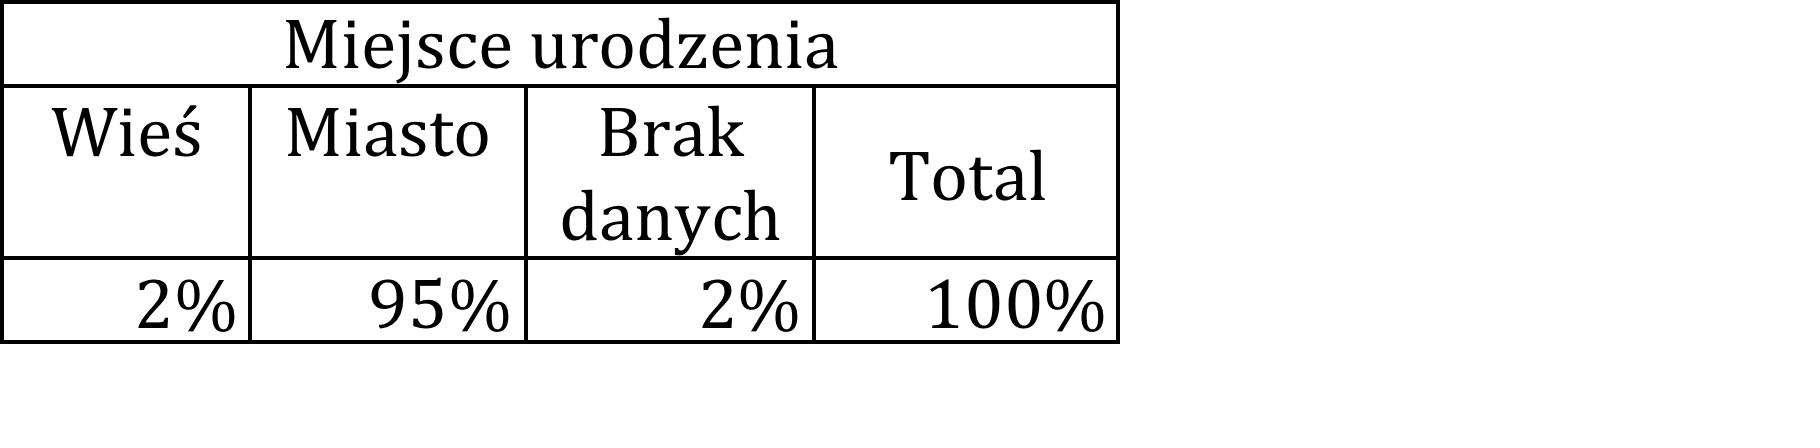 Miejsce urodzenia
Wieś Miasto Brak danych Total
2% 95% 2% 100%